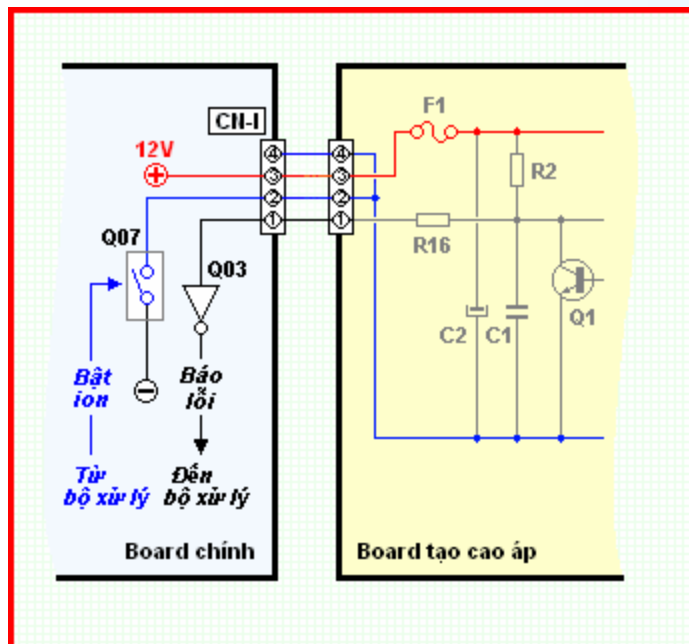 F1
CN-I
12V
4
4
3
3
R2
2
2
1
1
Q07
Q03
R16
Q1
C2
C1
Bật
ion
Báo
lỗi
Từ
bộ xử lý
Đến
bộ xử lý
Board chính
Board tạo cao áp